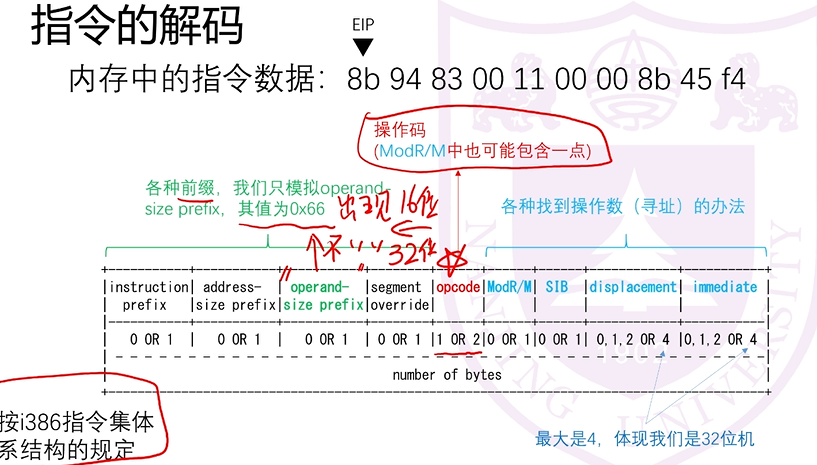 指令的解码
EIP
内存中的指令数据：8b 94 83 00 11 00 00 8b 45 f4
操作码
(ModR/M中也可能包含一点)
各种前缀，我们只模拟operand-
size prefix，其值为0x66
出现 16位
不 " " 32位
各种找到操作数（寻址）的办法
instruction prefix | address-size prefix | operand-size prefix | segment override | opcode | ModR/M | SIB | displacement | immediate
0 OR 1 | 0 OR 1 | 0 OR 1 | 0 OR 1 | 1 OR 2 | 0 OR 1 | 0 OR 1 | 0,1,2 OR 4 | 0,1,2 OR 4
number of bytes
按i386指令集体
系结构的规定
最大是4，体现我们是32位机